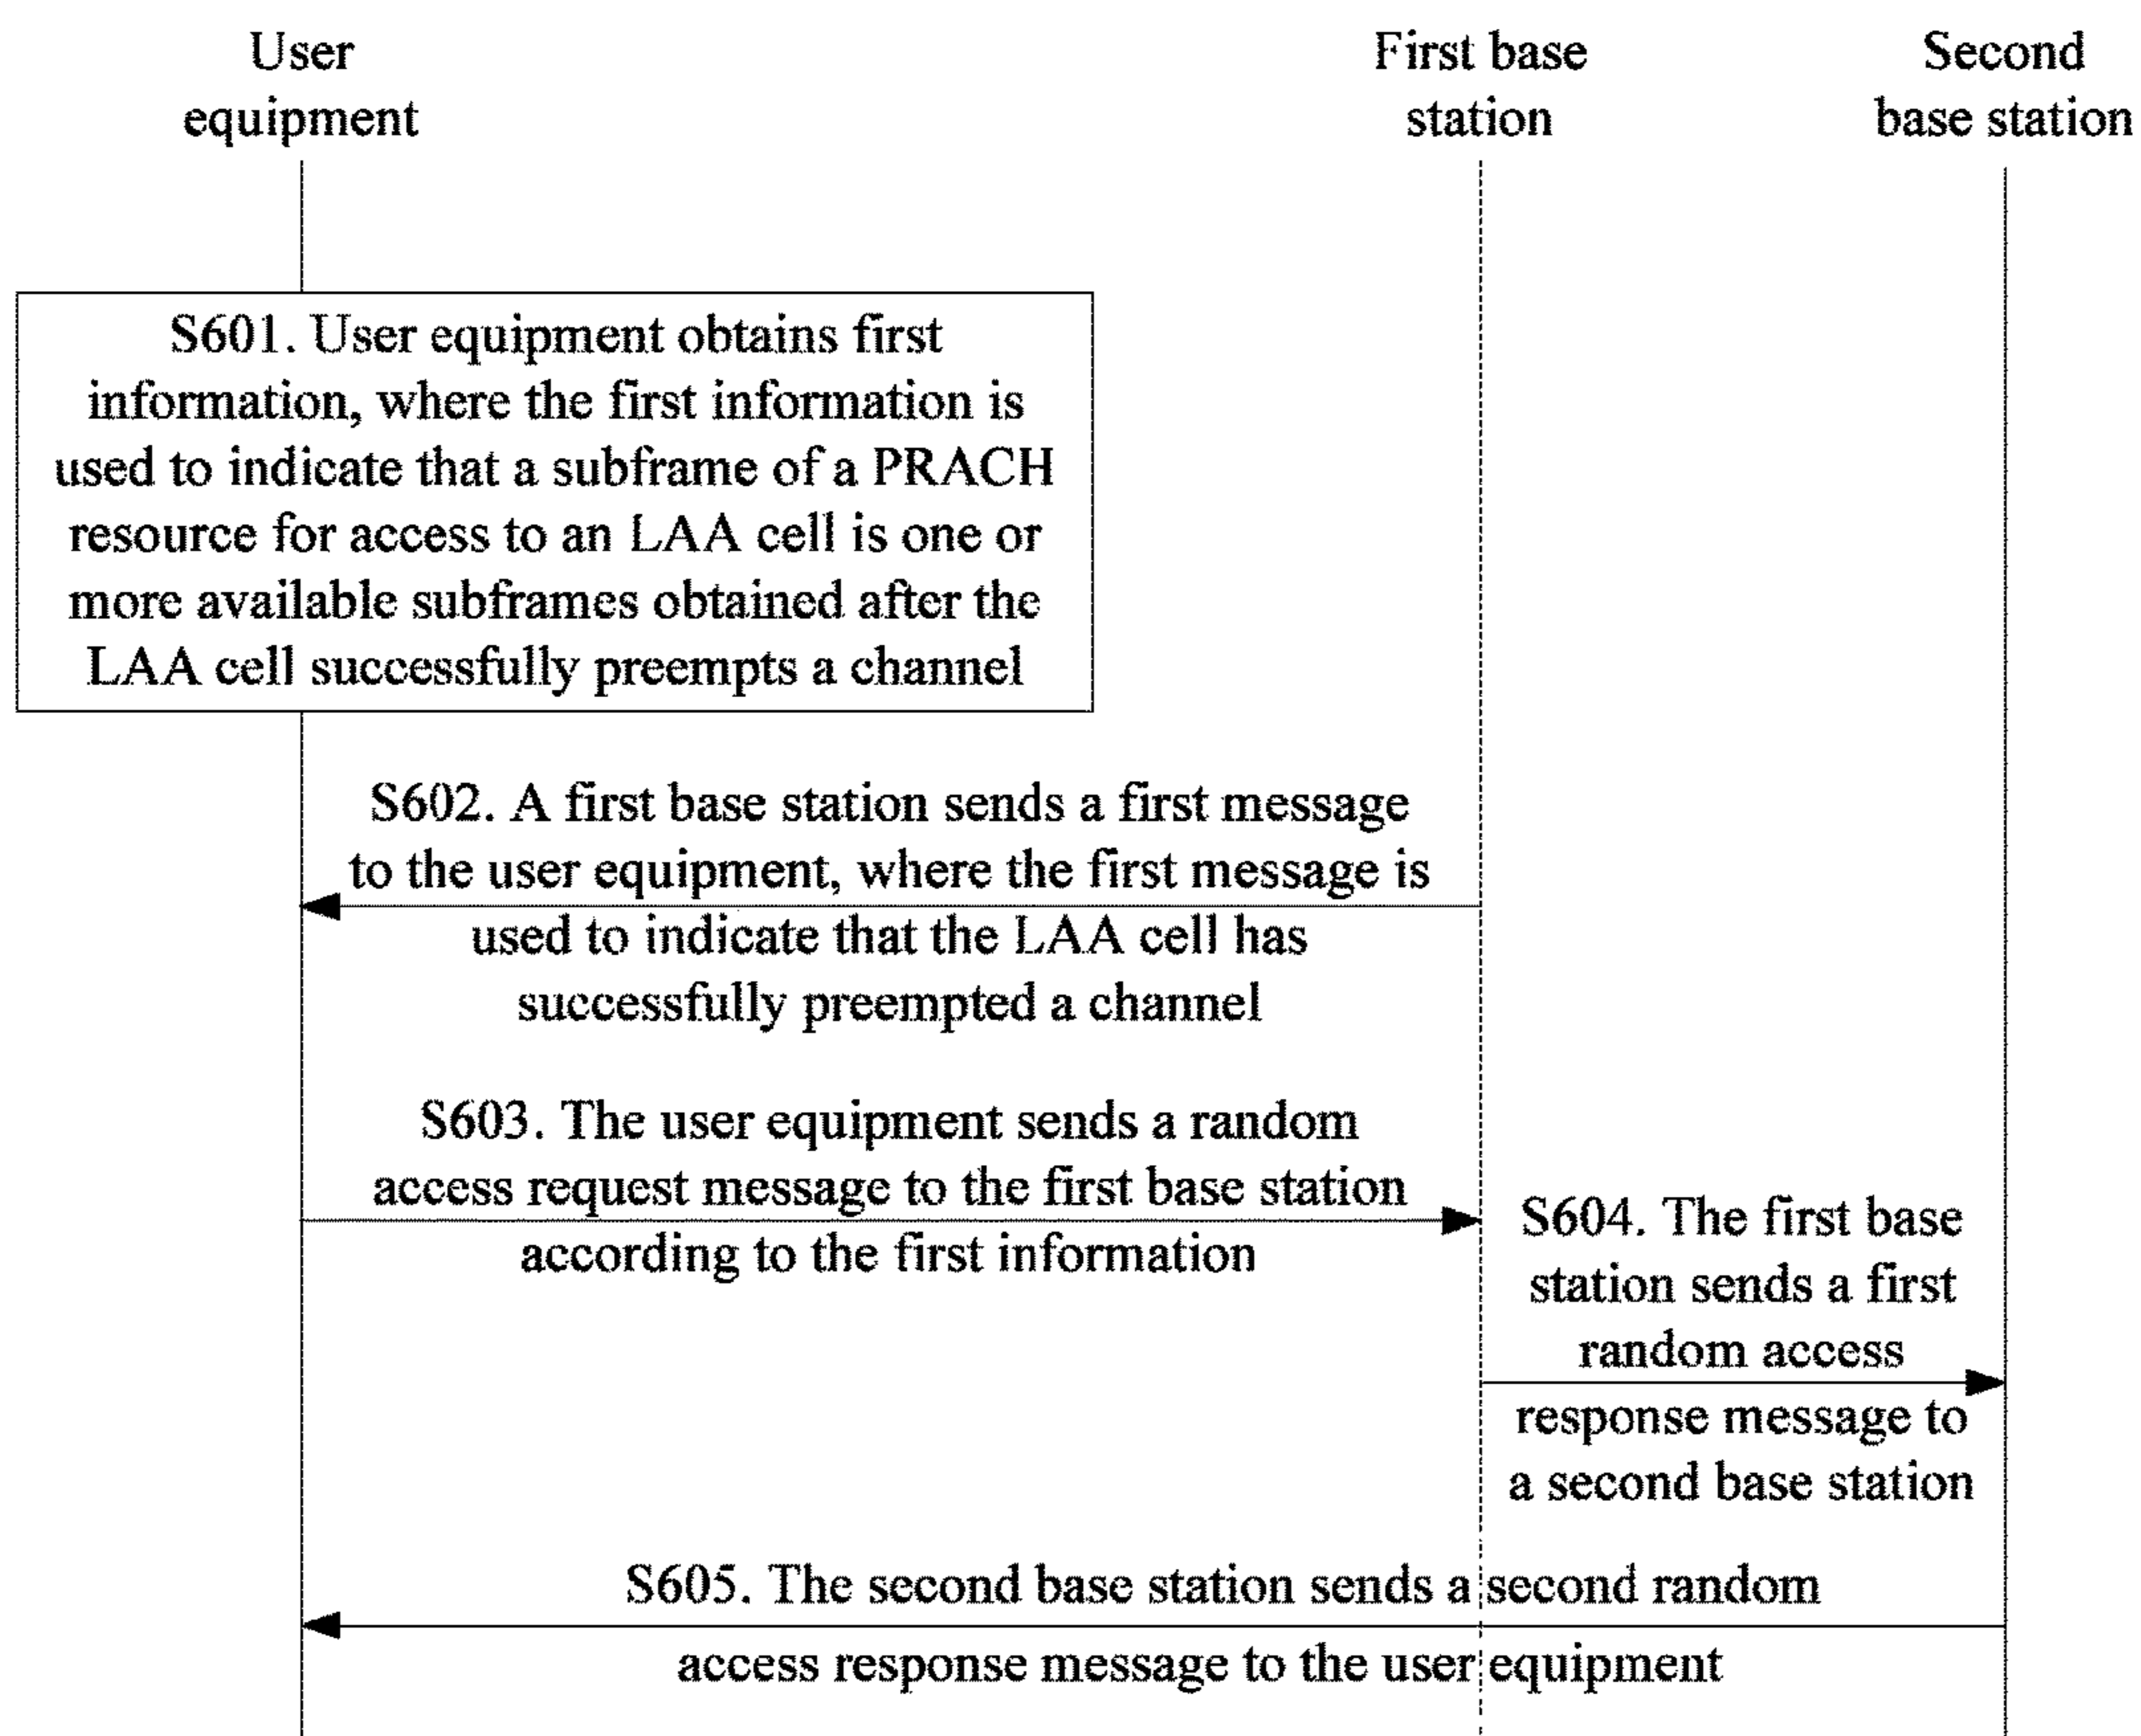 User
equipment
First base
station
Second
base station
S601. User equipment obtains first
information, where the first information is
used to indicate that a subframe of a PRACH
resource for access to an LAA cell is one or
more available subframes obtained after the
LAA cell successfully preempts a channel
S602. A first base station sends a first message
to the user equipment, where the first message is
used to indicate that the LAA cell has
successfully preempted a channel
S603. The user equipment sends a random
access request message to the first base station
according to the first information
S604. The first base
station sends a first
random access
response message to
a second base station
S605. The second base station sends a second random
access response message to the user equipment